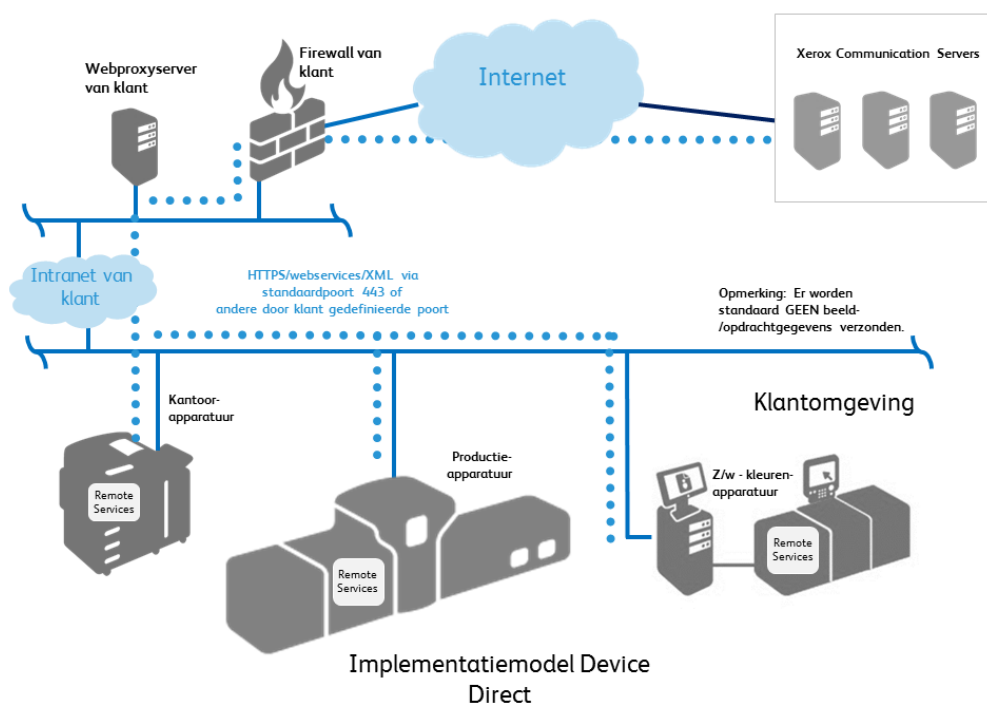 Webproxyserver
van klant
Firewall van
klant
Internet
Xerox Communication Servers
Intranet van
klant
HTTPS/webservices/XML via
standaardpoort 443 of
andere door klant gedefinieerde poort
Opmerking: Er worden
standaard GEEN beeld-
/opdrachtgegevens verzonden.
Klantomgeving
Kantoor-
apparatuur
Productie-
apparatuur
Z/w - kleuren-
apparatuur
Remote
Services
Remote
Services
Remote
Services
Implementatiemodel Device
Direct